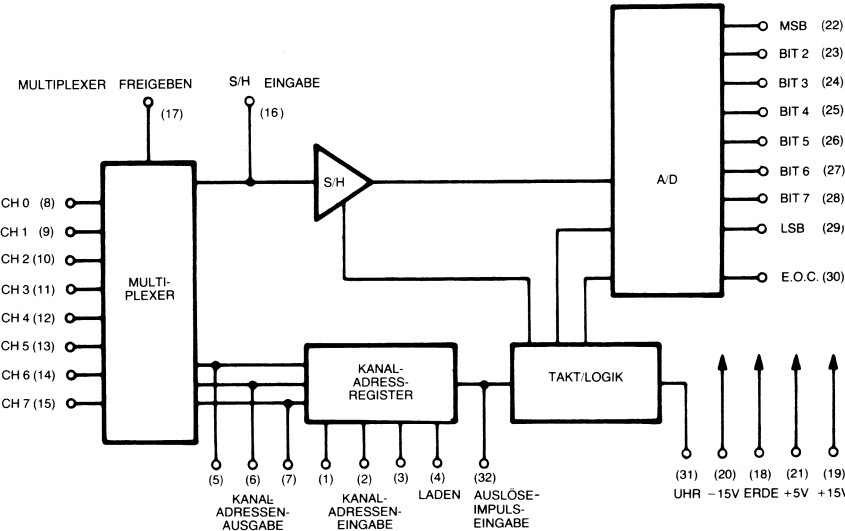 MSB (22)
BIT 2 (23)
BIT 3 (24)
BIT 4 (25)
BIT 5 (26)
BIT 6 (27)
BIT 7 (28)
LSB (29)
E.O.C. (30)
MULTIPLEXER FREIGEBEN
(17)
S/H EINGABE
(16)
S/H
A/D
CH 0 (8)
CH 1 (9)
CH 2 (10)
CH 3 (11)
CH 4 (12)
CH 5 (13)
CH 6 (14)
CH 7 (15)
MULTI-
PLEXER
KANAL-
ADRESS-
REGISTER
TAKT/LOGIK
(5) (6) (7)
KANAL-
ADRESSEN-
AUSGABE
(1) (2) (3)
KANAL-
ADRESSEN-
EINGABE
(4)
LADEN
(32)
AUSLÖSE-
IMPULS-
EINGABE
(31) (20) (18) (21) (19)
UHR −15V ERDE +5V +15V